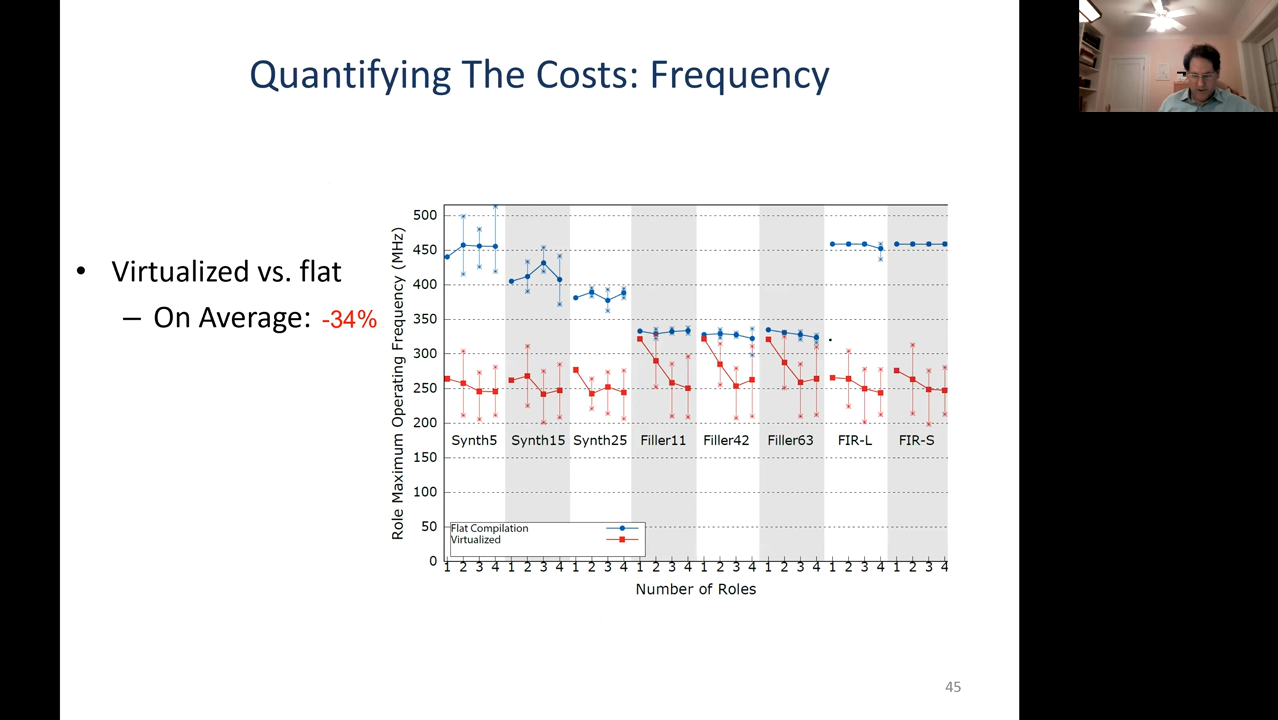 Quantifying The Costs: Frequency
• Virtualized vs. flat
– On Average: -34%
Role Maximum Operating Frequency (MHz)
500
450
400
350
300
250
200
150
100
50
0
Synth5 Synth15 Synth25 Filler11 Filler42 Filler63 FIR-L FIR-S
Flat Compilation
Virtualized
1 2 3 4 1 2 3 4 1 2 3 4 1 2 3 4 1 2 3 4 1 2 3 4 1 2 3 4 1 2 3 4
Number of Roles
45